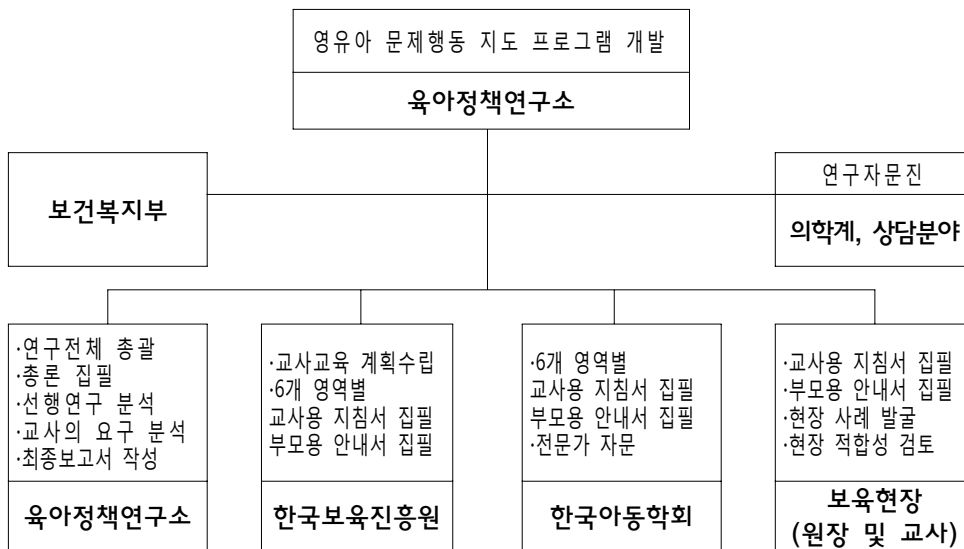 영유아 문제행동 지도 프로그램 개발
육아정책연구소
보건복지부
연구자문진
의학계, 상담분야
·연구전체 총괄
·총론 집필
·선행연구 분석
·교사의 요구 분석
·최종보고서 작성
육아정책연구소
·교사교육 계획수립
·6개 영역별
교사용 지침서 집필
부모용 안내서 집필
한국보육진흥원
·6개 영역별
교사용 지침서 집필
부모용 안내서 집필
·전문가 자문
한국아동학회
·교사용 지침서 집필
·부모용 안내서 집필
·현장 사례 발굴
·현장 적합성 검토
보육현장
(원장 및 교사)